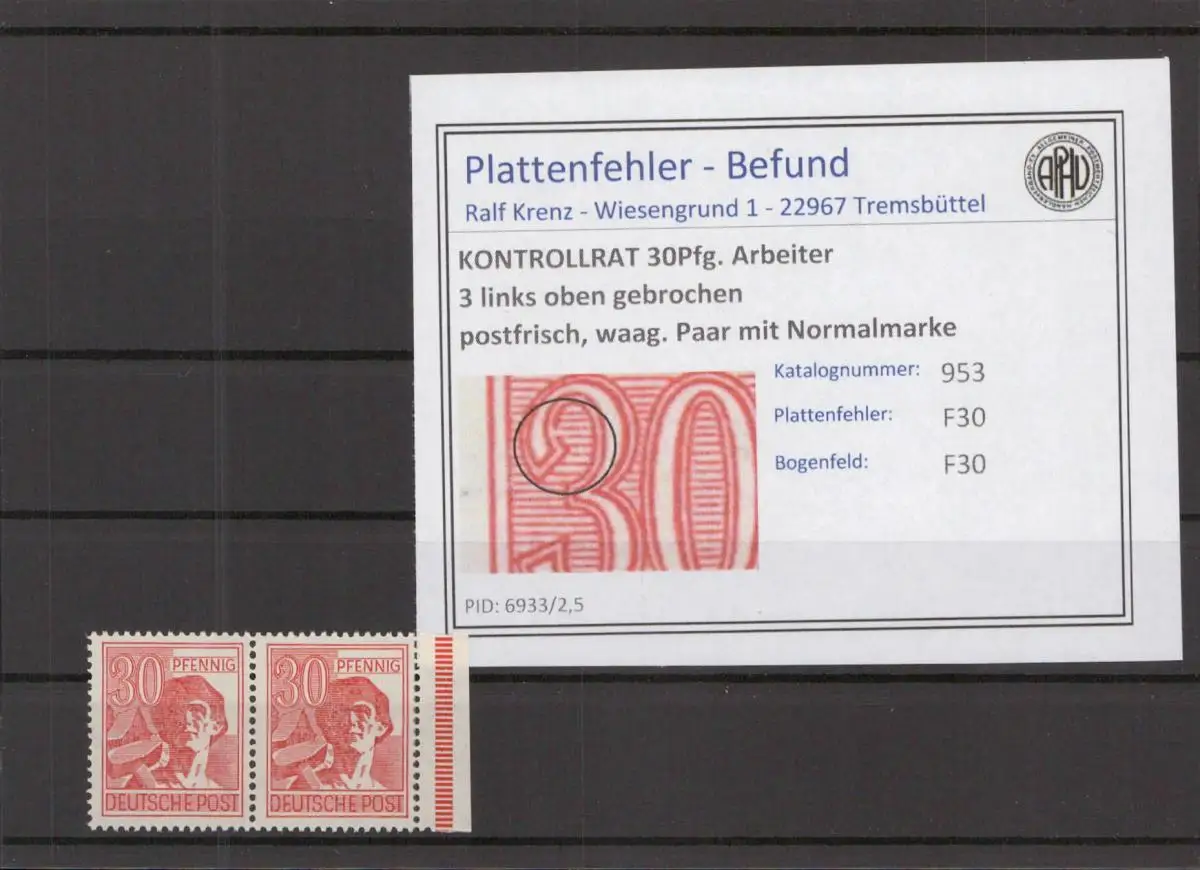 Plattenfehler - Befund
Ralf Krenz - Wiesengrund 1 - 22967 Tremsbüttel
APHV
KONTROLLRAT 30Pfg. Arbeiter
3 links oben gebrochen
postfrisch, waag. Paar mit Normalmarke
30
Katalognummer: 953
Plattenfehler: F30
Bogenfeld: F30
PID: 6933/2,5
30 PFENNIG
DEUTSCHE POST
30 PFENNIG
DEUTSCHE POST